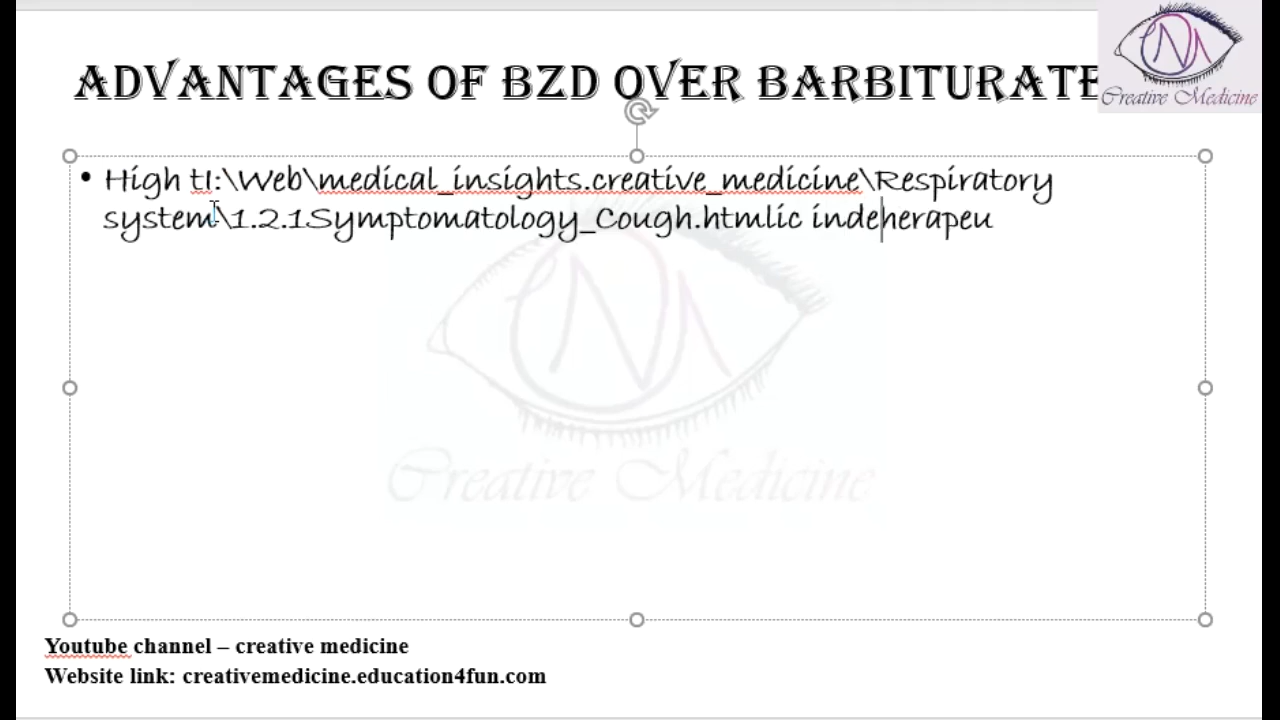 ADVANTAGES OF BZD OVER BARBITURATE
Creative Medicine
• High tI:\Web\medical_insights.creative_medicine\Respiratory
system\1.2.1Symptomatology_Cough.htmlic indeherapeu
Creative Medicine
Youtube channel – creative medicine
Website link: creativemedicine.education4fun.com